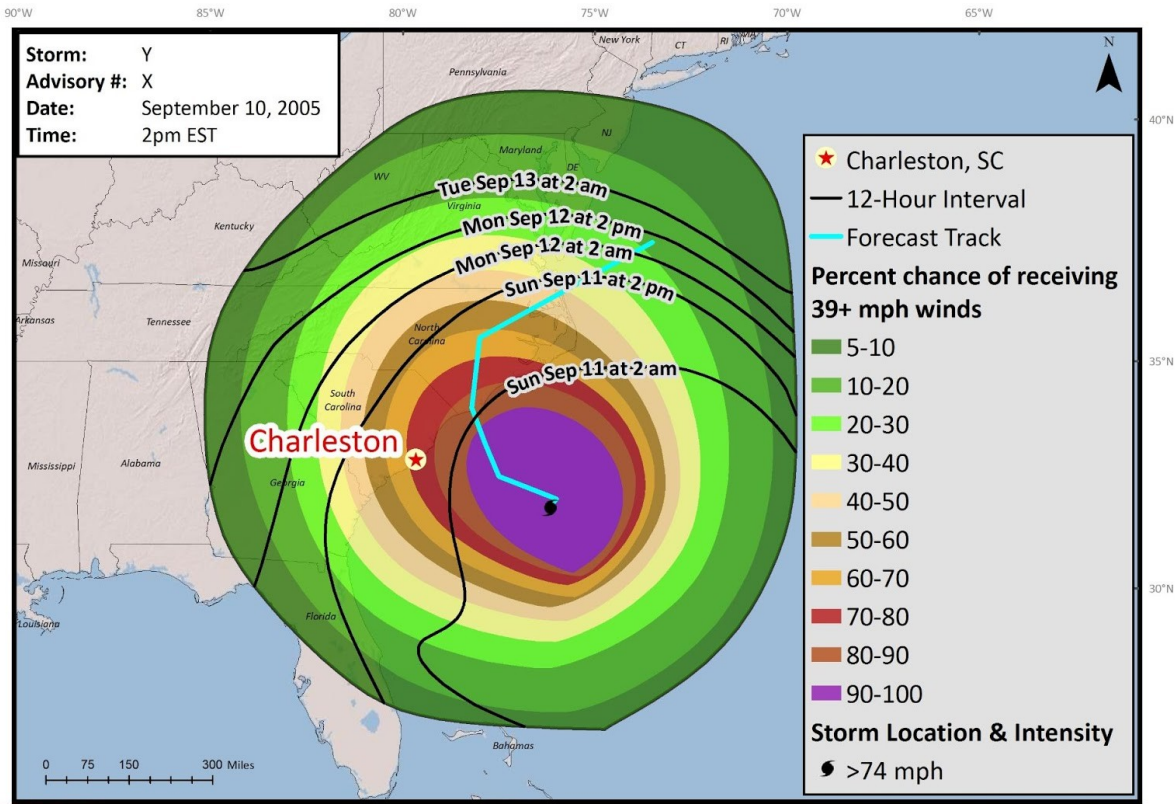 90°W 85°W 80°W 75°W 70°W 65°W
Storm: Y
Advisory #: X
Date: September 10, 2005
Time: 2pm EST
New York
CT
RI
MA
N
Pennsylvania
40°N
NJ
Maryland
DE
WV
Tue Sep 13 at 2 am
Virginia
Kentucky
Mon Sep 12 at 2 pm
Mon Sep 12 at 2 am
Missouri
Sun Sep 11 at 2 pm
Arkansas
Tennessee
North
Carolina
35°N
Sun Sep 11 at 2 am
South
Carolina
Charleston
Mississippi
Alabama
Georgia
30°N
Florida
Louisiana
Bahamas
0 75 150 300 Miles
Charleston, SC
12-Hour Interval
Forecast Track
Percent chance of receiving
39+ mph winds
5-10
10-20
20-30
30-40
40-50
50-60
60-70
70-80
80-90
90-100
Storm Location & Intensity
>74 mph